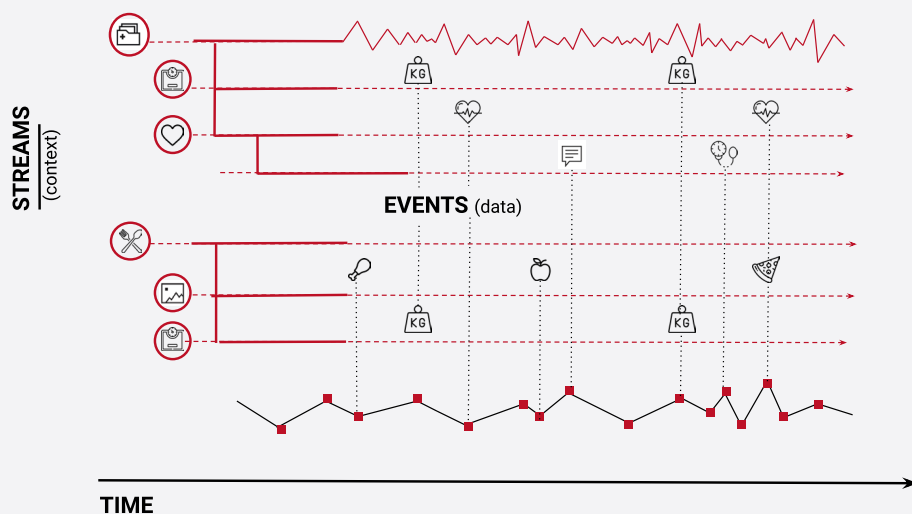 KG
KG
STREAMS
(context)
EVENTS (data)
KG
KG
TIME